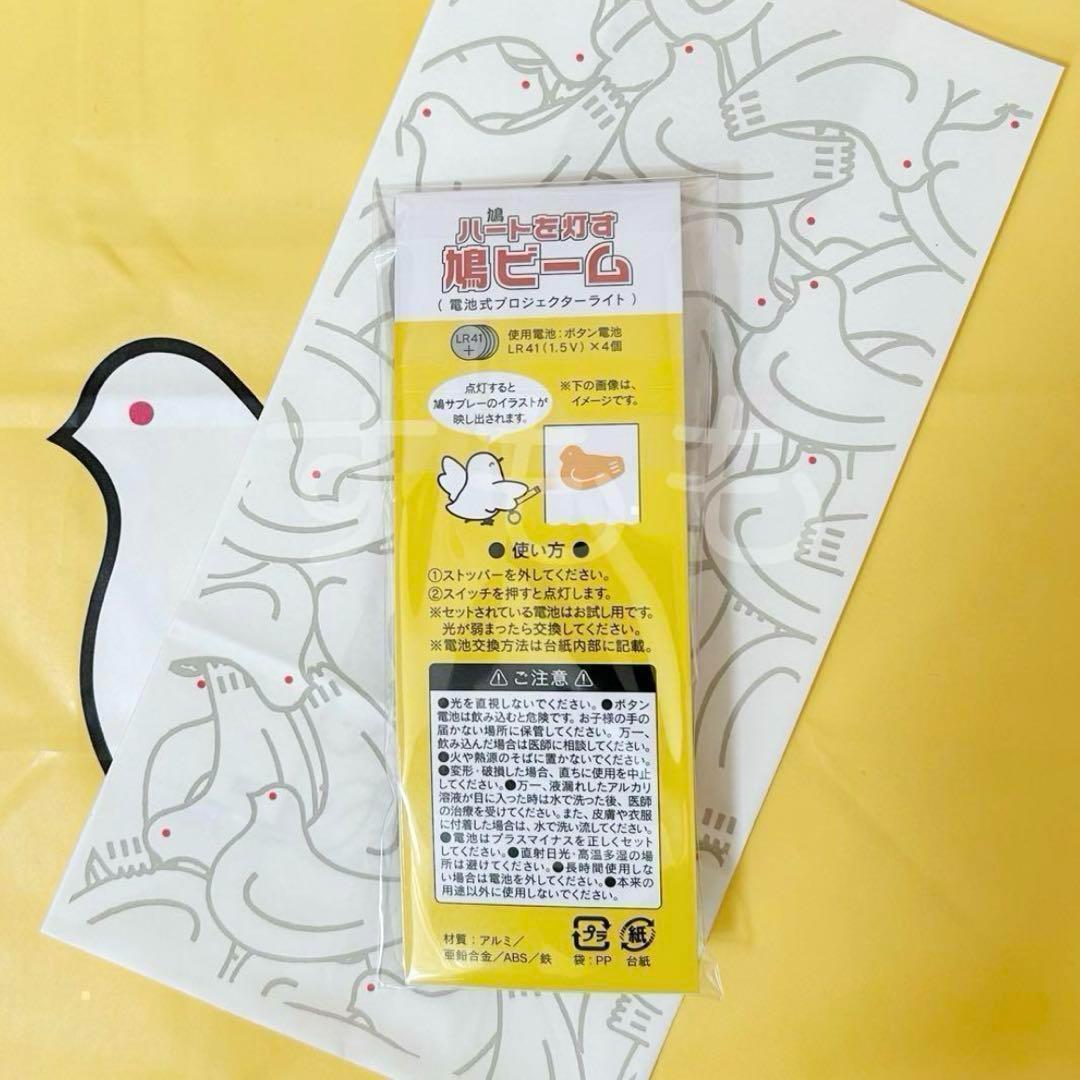 鳩
ハートを灯す
鳩ビーム
(電池式プロジェクターライト)
LR41
+
使用電池:ボタン電池
LR41(1.5V)×4個
点灯すると
鳩サブレーのイラストが
映し出されます。
※下の画像は、
イメージです。
●使い方●
①ストッパーを外してください。
②スイッチを押すと点灯します。
※セットされている電池はお試し用です。
光が弱まったら交換してください。
※電池交換方法は台紙内部に記載。
⚠ご注意⚠
●光を直視しないでください。●ボタン
電池は飲み込むと危険です。お子様の手の
届かない場所に保管してください。万一、
飲み込んだ場合は医師に相談してください。
●火や熱源のそばに置かないでください。
●変形・破損した場合、直ちに使用を中止
してください。●万一、液漏れしたアルカリ
溶液が目に入った時は水で洗った後、医師
の治療を受けてください。また、皮膚や衣服
に付着した場合は、水で洗い流してください。
●電池はプラスマイナスを正しくセット
してください。●直射日光・高温多湿の場
所は避けてください。●長時間使用しな
い場合は電池を外してください。●本来の
用途以外に使用しないでください。
材質:アルミ/
亜鉛合金/ABS/鉄
プラ
袋:PP
紙
台紙